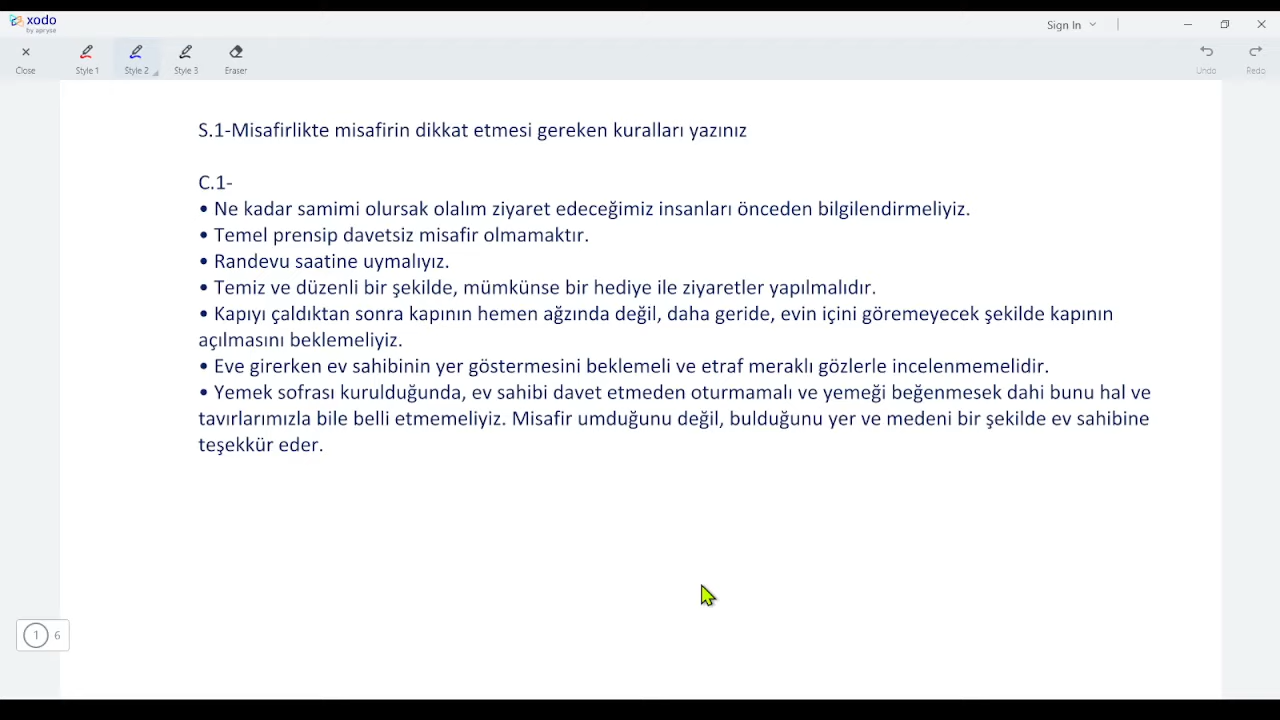 xodo
by apryse
Sign In
Close
Style 1
Style 2
Style 3
Eraser
Undo
Redo
S.1-Misafirlikte misafirin dikkat etmesi gereken kuralları yazınız
C.1-
• Ne kadar samimi olursak olalım ziyaret edeceğimiz insanları önceden bilgilendirmeliyiz.
• Temel prensip davetsiz misafir olmamaktır.
• Randevu saatine uymalıyız.
• Temiz ve düzenli bir şekilde, mümkünse bir hediye ile ziyaretler yapılmalıdır.
• Kapıyı çaldıktan sonra kapının hemen ağzında değil, daha geride, evin içini göremeyecek şekilde kapının
açılmasını beklemeliyiz.
• Eve girerken ev sahibinin yer göstermesini beklemeli ve etraf meraklı gözlerle incelenmemelidir.
• Yemek sofrası kurulduğunda, ev sahibi davet etmeden oturmamalı ve yemeği beğenmesek dahi bunu hal ve
tavırlarımızla bile belli etmemeliyiz. Misafir umduğunu değil, bulduğunu yer ve medeni bir şekilde ev sahibine
teşekkür eder.
1 6